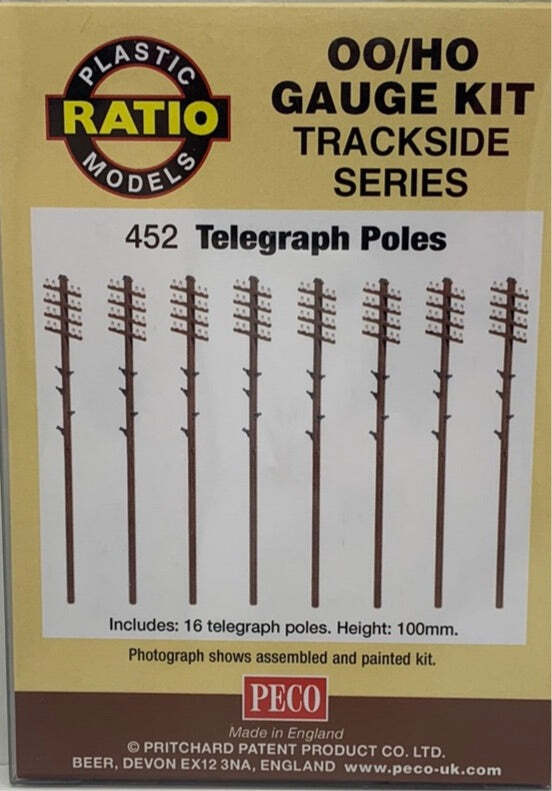 PLASTIC
RATIO
MODELS
OO/HO
GAUGE KIT
TRACKSIDE
SERIES
452 Telegraph Poles
Includes: 16 telegraph poles. Height: 100mm.
Photograph shows assembled and painted kit.
PECO
Made in England
© PRITCHARD PATENT PRODUCT CO. LTD.
BEER, DEVON EX12 3NA, ENGLAND www.peco-uk.com